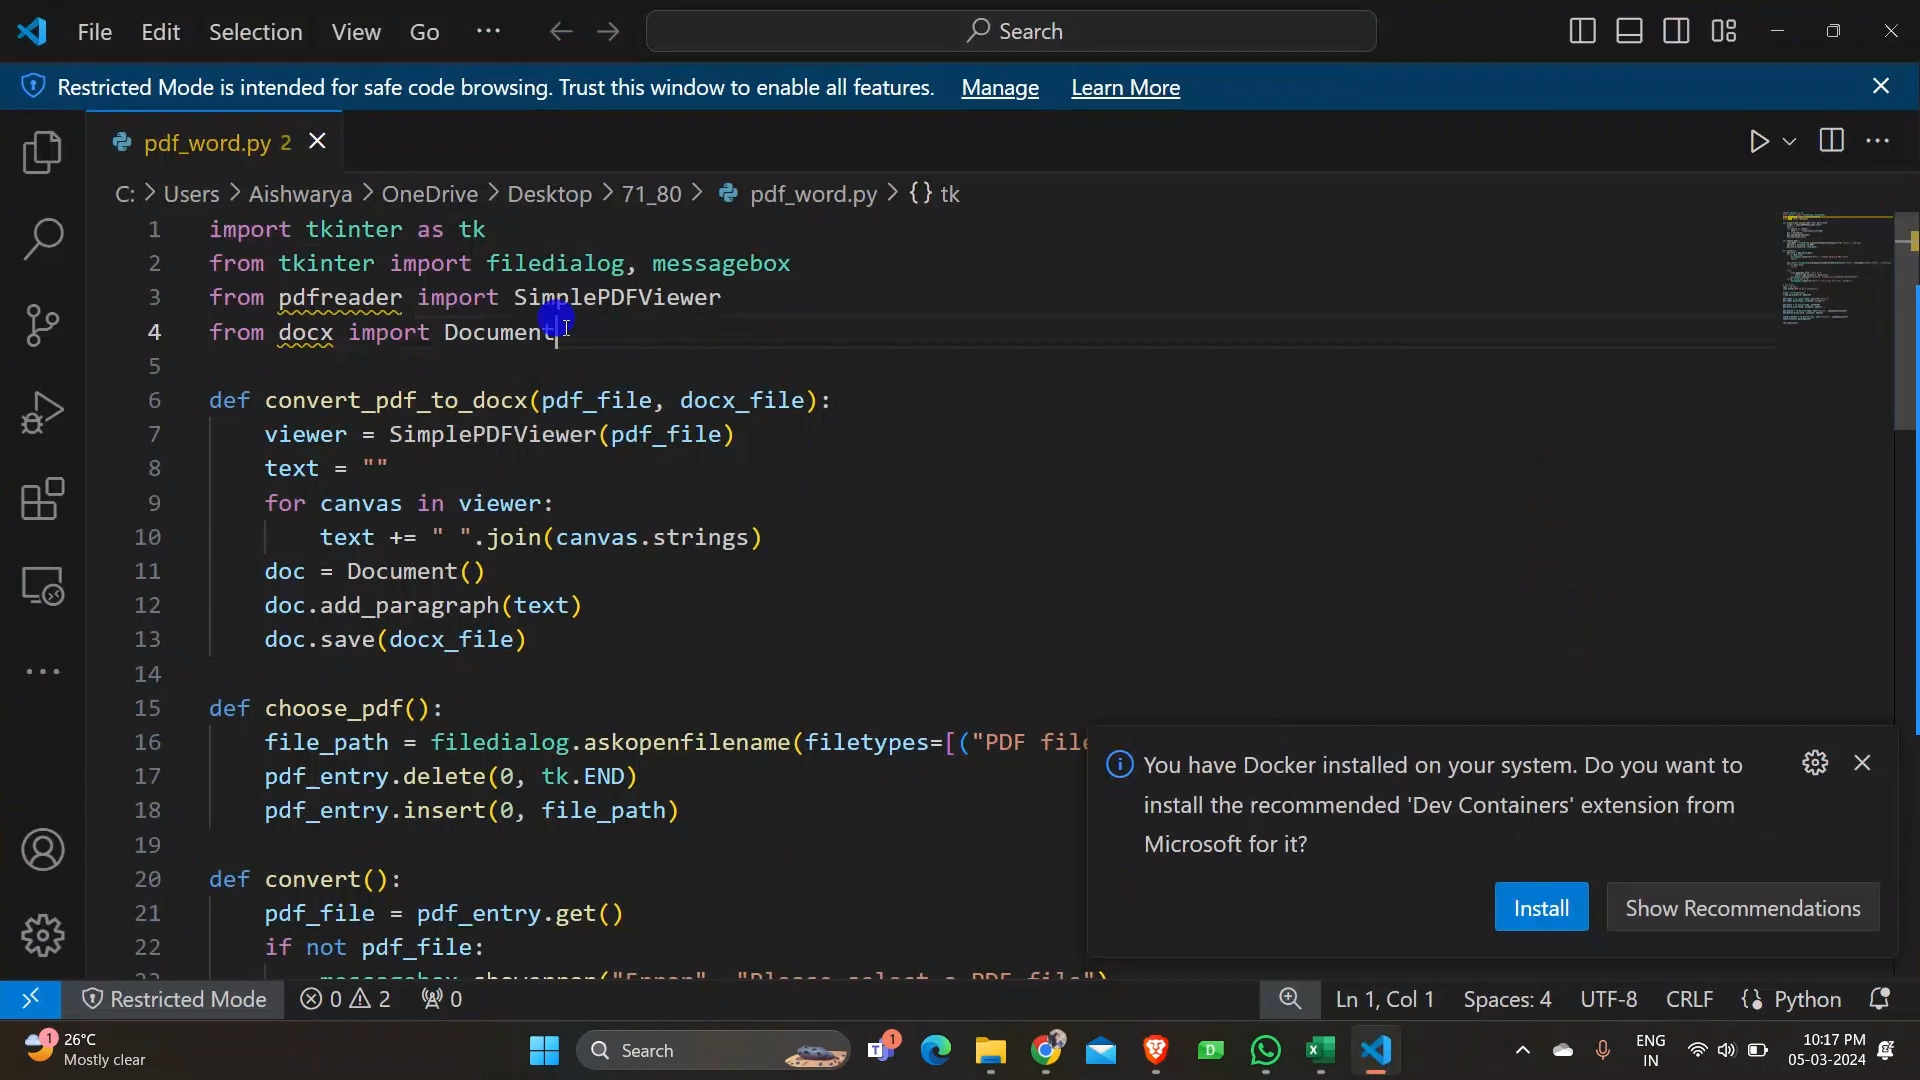 File Edit Selection View Go ··· Search
Restricted Mode is intended for safe code browsing. Trust this window to enable all features. Manage Learn More
pdf_word.py 2
C: > Users > Aishwarya > OneDrive > Desktop > 71_80 > pdf_word.py > {} tk
1 import tkinter as tk
2 from tkinter import filedialog, messagebox
3 from pdfreader import SimplePDFViewer
4 from docx import Document
5
6 def convert_pdf_to_docx(pdf_file, docx_file):
7 viewer = SimplePDFViewer(pdf_file)
8 text = ""
9 for canvas in viewer:
10 text += " ".join(canvas.strings)
11 doc = Document()
12 doc.add_paragraph(text)
13 doc.save(docx_file)
14
15 def choose_pdf():
16 file_path = filedialog.askopenfilename(filetypes=[("PDF file
17 pdf_entry.delete(0, tk.END)
18 pdf_entry.insert(0, file_path)
19
20 def convert():
21 pdf_file = pdf_entry.get()
22 if not pdf_file:
You have Docker installed on your system. Do you want to
install the recommended 'Dev Containers' extension from
Microsoft for it?
Install Show Recommendations
Restricted Mode 0 2 0 Ln 1, Col 1 Spaces: 4 UTF-8 CRLF {} Python
1 26°C
Mostly clear
Search
1
D
ENG
IN
10:17 PM
05-03-2024